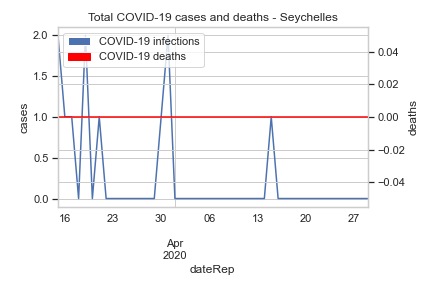 Total COVID-19 cases and deaths - Seychelles
COVID-19 infections
COVID-19 deaths
2.0
1.5
1.0
0.5
0.0
cases
0.04
0.02
0.00
−0.02
−0.04
deaths
16 23 30 06 13 20 27
Apr
2020
dateRep